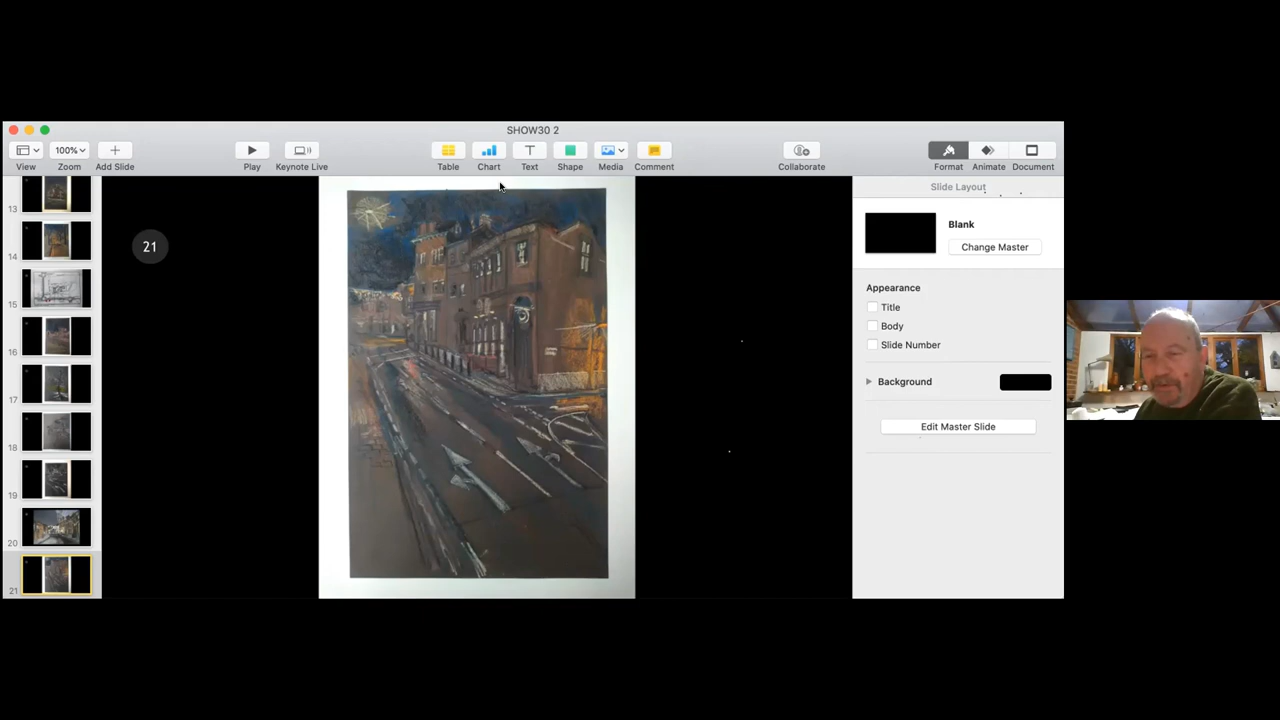 SHOW30 2
View
100%
Zoom
Add Slide
Play
Keynote Live
Table
Chart
Text
Shape
Media
Comment
Collaborate
Format
Animate
Document
Slide Layout
Blank
Change Master
Appearance
Title
Body
Slide Number
Background
Edit Master Slide
21
13
14
15
16
17
18
19
20
21